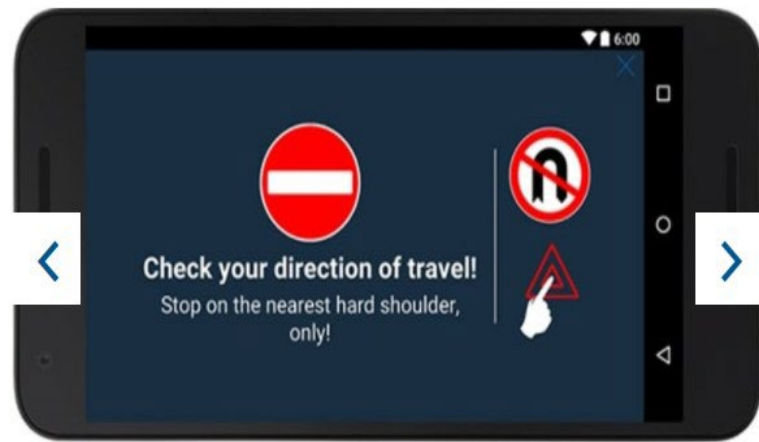 6:00
Check your direction of travel!
Stop on the nearest hard shoulder,
only!